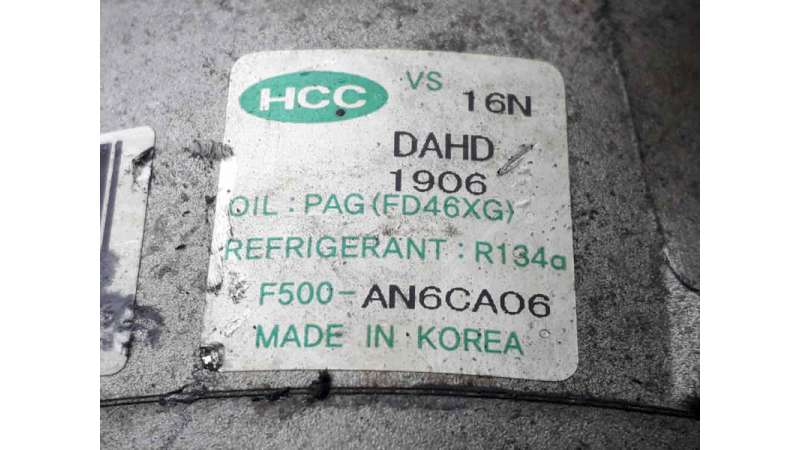 HCC VS 16N
DAHD
1906
OIL : PAG (FD46XG)
REFRIGERANT : R134a
F500-AN6CA06
MADE IN KOREA